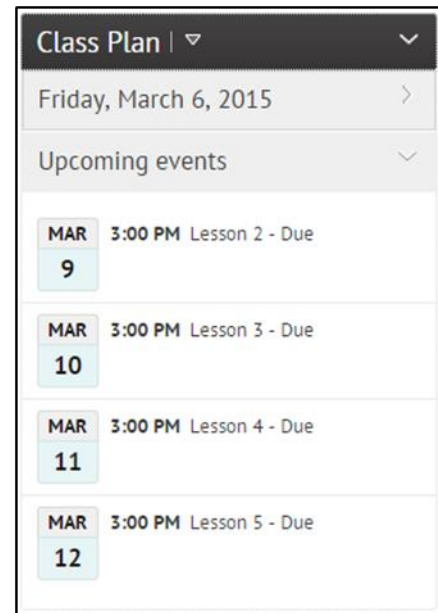 Class Plan
Friday, March 6, 2015
Upcoming events
MAR 3:00 PM Lesson 2 - Due
9
MAR 3:00 PM Lesson 3 - Due
10
MAR 3:00 PM Lesson 4 - Due
11
MAR 3:00 PM Lesson 5 - Due
12